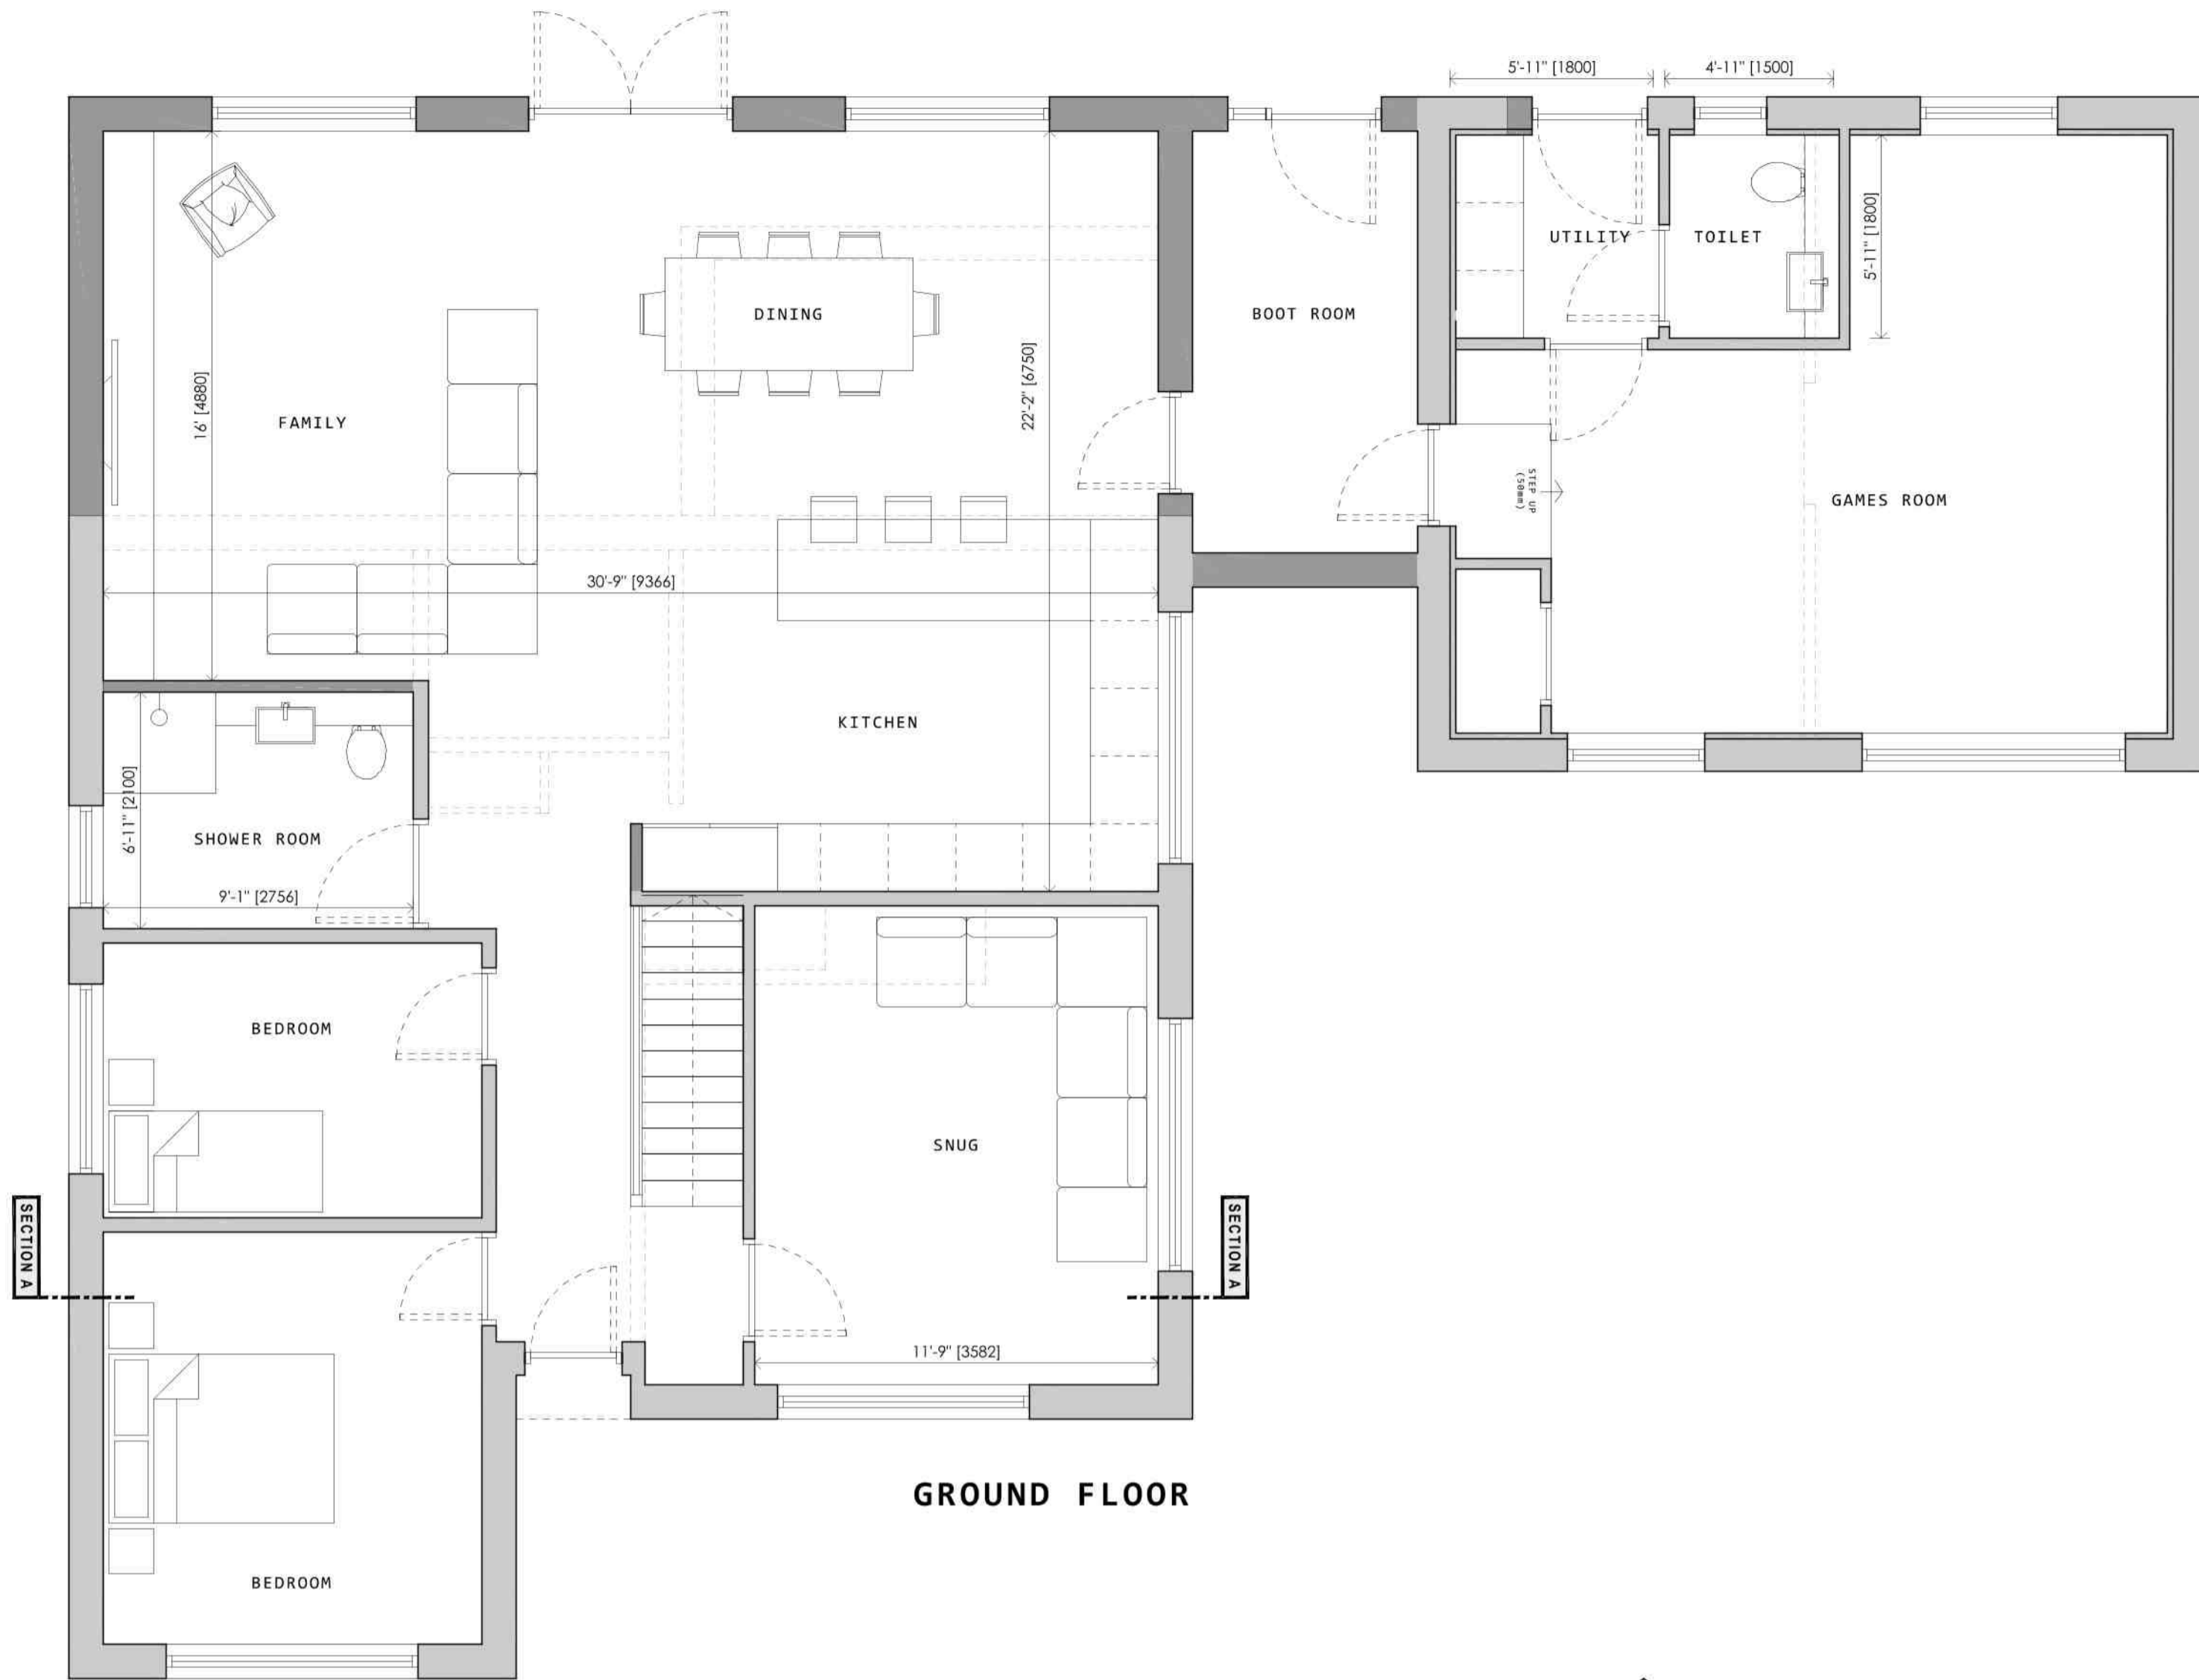 5'-11" [1800]
4'-11" [1500]
5'-11" [1800]
UTILITY
TOILET
DINING
BOOT ROOM
16' [4880]
22'-2" [6750]
FAMILY
STEP UP
(50mm)
GAMES ROOM
30'-9" [9366]
KITCHEN
6'-11" [2100]
SHOWER ROOM
9'-1" [2756]
BEDROOM
SNUG
SECTION A
SECTION A
11'-9" [3582]
GROUND FLOOR
BEDROOM